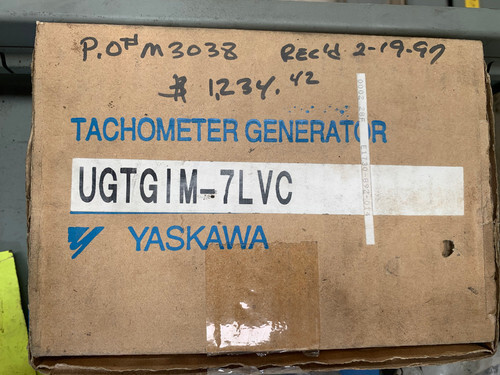 P.O# M3038 REC'd 2-19-97
$ 1,234.42
TACHOMETER GENERATOR
UGTGIM-7LVC
YASKAWA